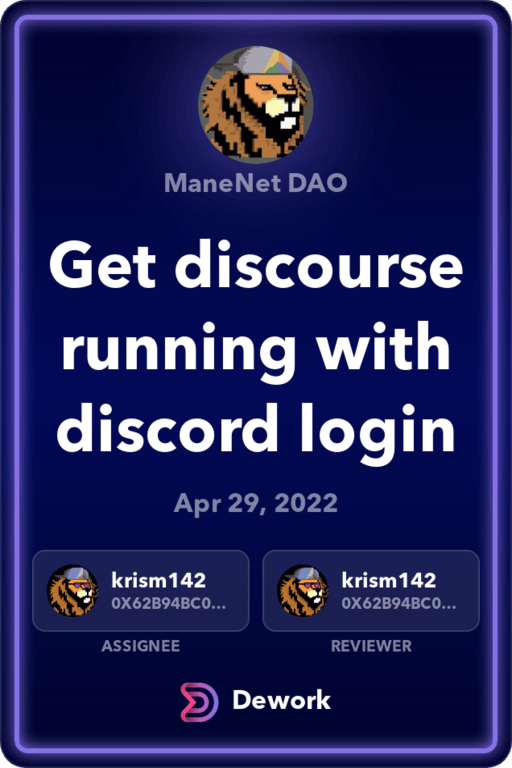 ManeNet DAO
Get discourse
running with
discord login
Apr 29, 2022
krism142
0X62B94BC0...
ASSIGNEE
krism142
0X62B94BC0...
REVIEWER
Dework